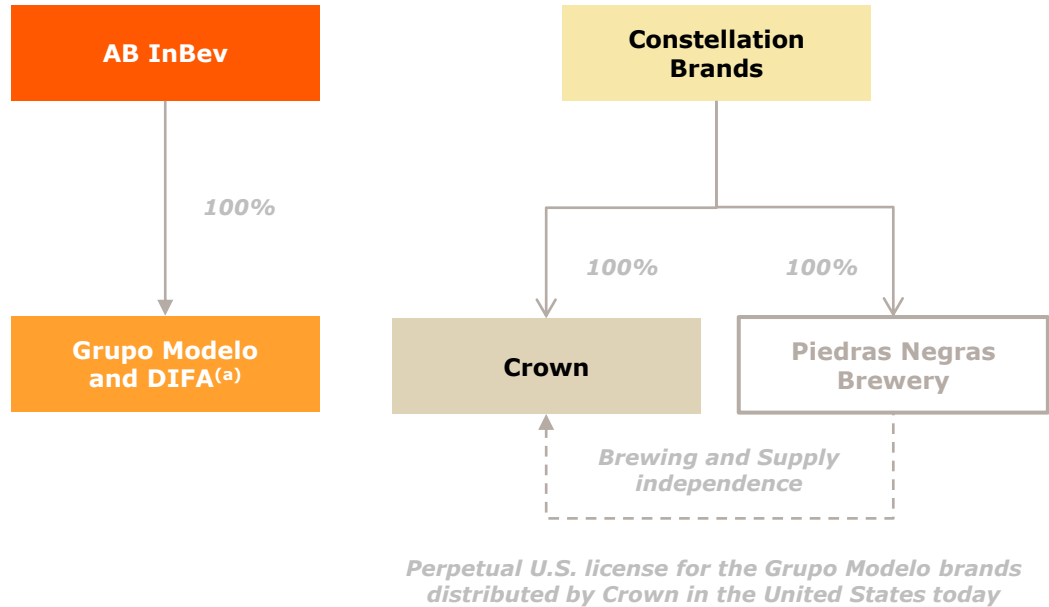 AB InBev
Constellation
Brands
100%
100%
100%
Grupo Modelo
and DIFA(a)
Crown
Piedras Negras
Brewery
Brewing and Supply
independence
Perpetual U.S. license for the Grupo Modelo brands
distributed by Crown in the United States today